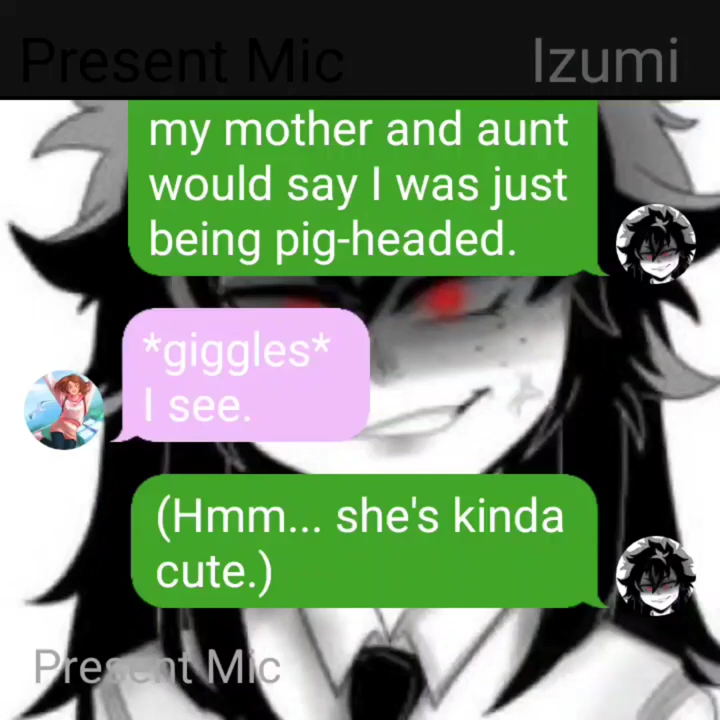 Present Mic
Izumi
my mother and aunt
would say I was just
being pig-headed.
*giggles*
I see.
(Hmm... she's kinda
cute.)
Present Mic